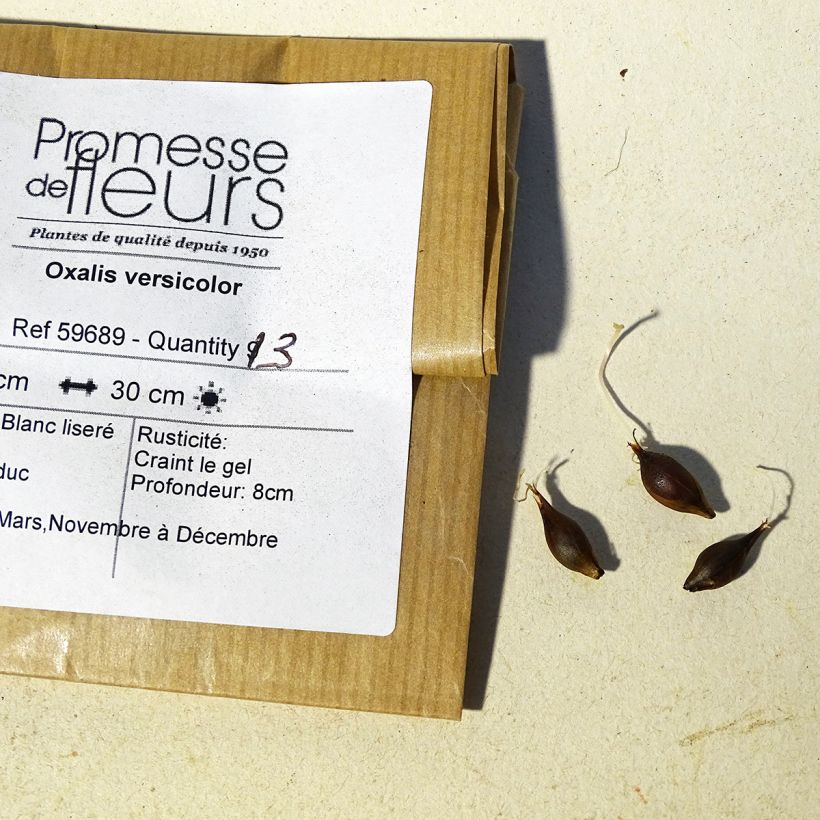 Promesse
de fleurs
Plantes de qualité depuis 1950
Oxalis versicolor
Ref 59689 - Quantity 13
cm 30 cm
Blanc liseré
Rusticité:
Craint le gel
duc
Profondeur: 8cm
Mars,Novembre à Décembre